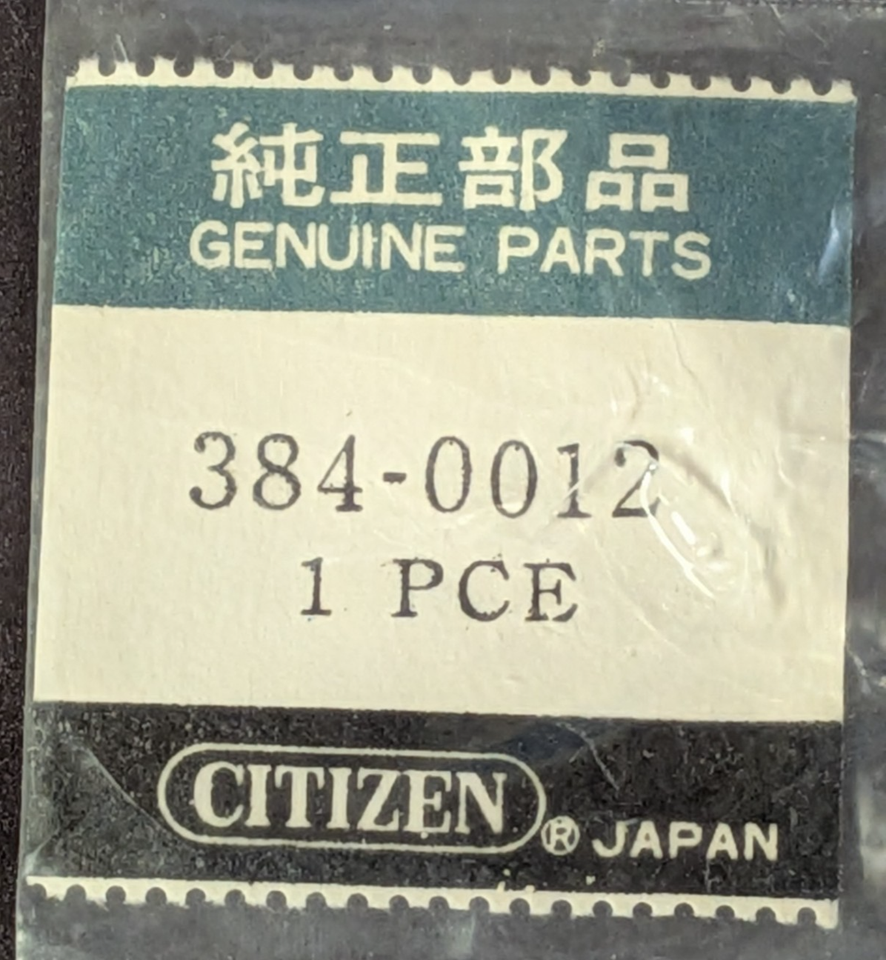 純正部品
GENUINE PARTS
384-0012
1 PCE
CITIZEN® JAPAN